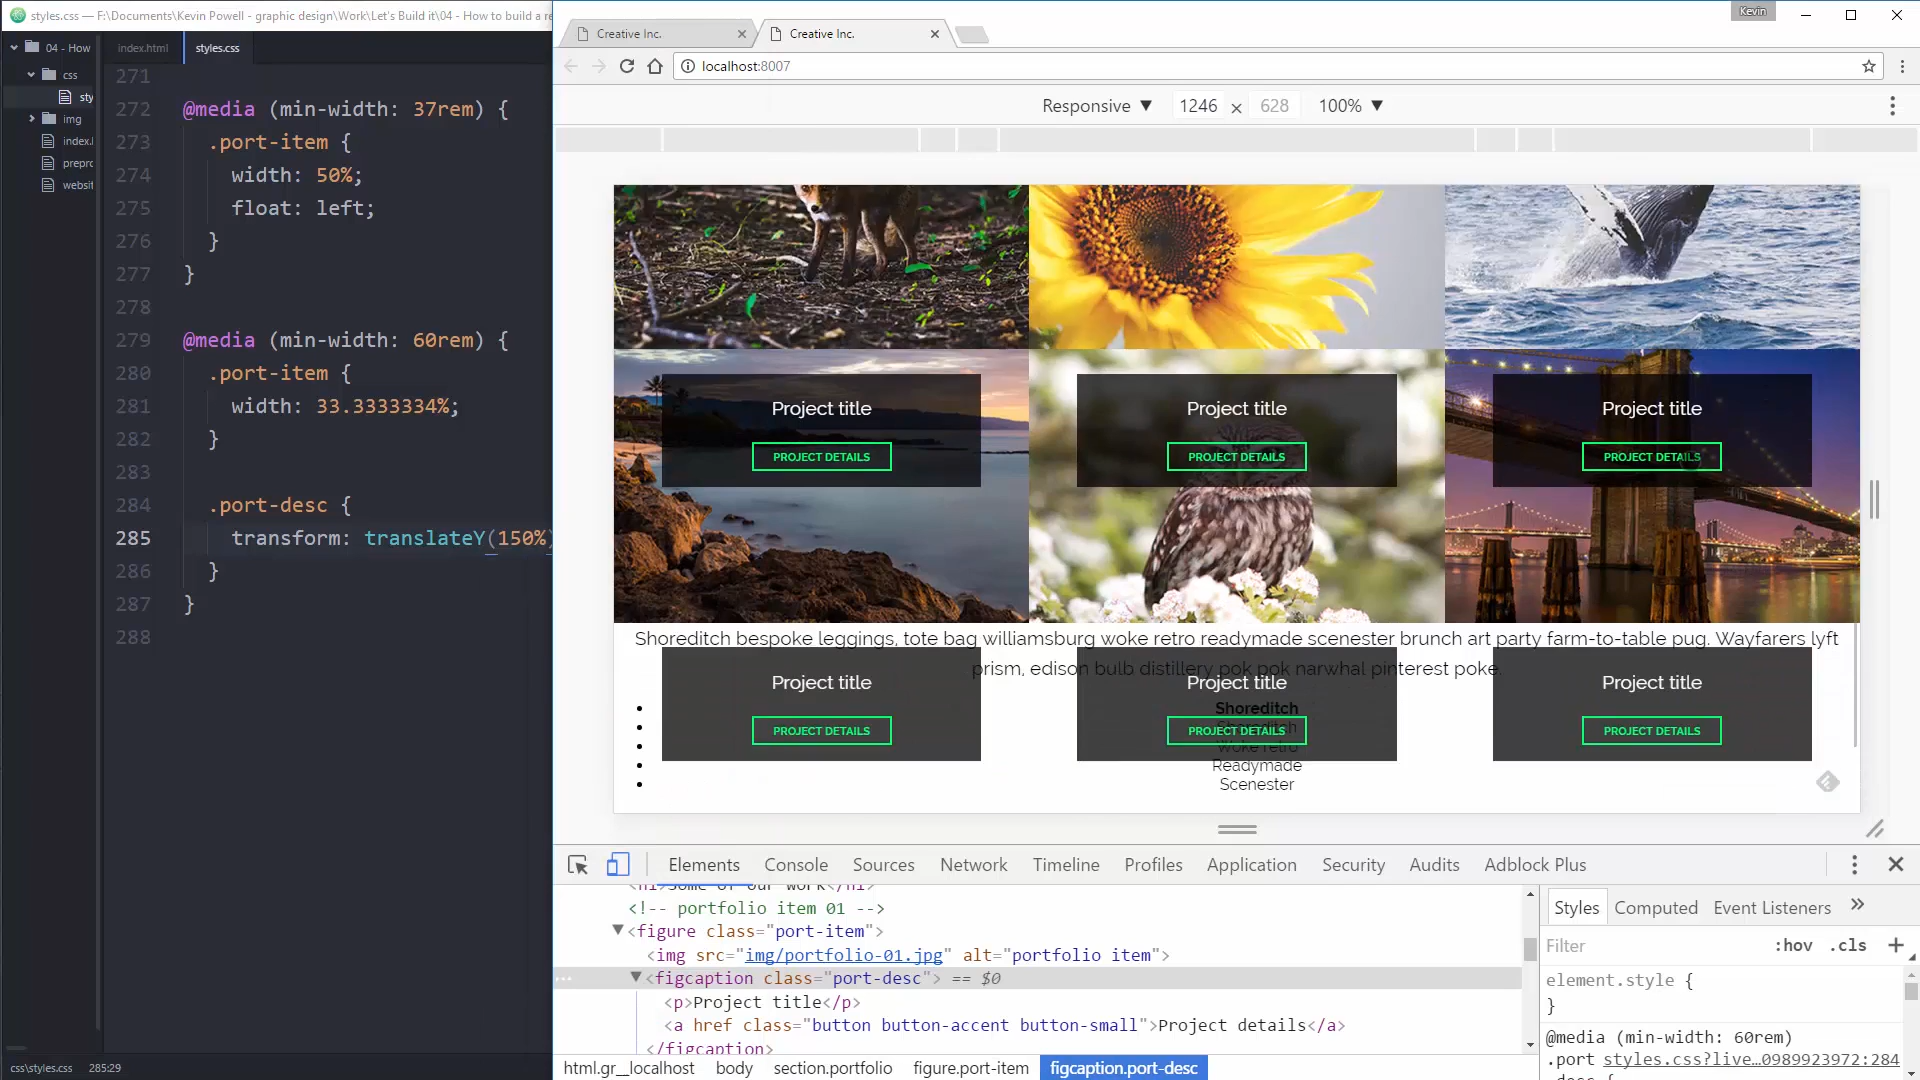 styles.css — F:\Documents\Kevin Powell - graphic design\Work\Let's Build it\04 - How to build a re
Kevin
04 - How
index.html
styles.css
css
sty
img
index.
prepro
websit
271
272 @media (min-width: 37rem) {
273 .port-item {
274 width: 50%;
275 float: left;
276 }
277 }
278
279 @media (min-width: 60rem) {
280 .port-item {
281 width: 33.3333334%;
282 }
283
284 .port-desc {
285 transform: translateY(150%)
286 }
287 }
288
css\styles.css 285:29
Creative Inc.
Creative Inc.
localhost:8007
Responsive ▼ 1246 × 628 100% ▼
Project title
Project title
Project title
PROJECT DETAILS
PROJECT DETAILS
PROJECT DETAILS
Shoreditch bespoke leggings, tote bag williamsburg woke retro readymade scenester brunch art party farm-to-table pug. Wayfarers lyft
prism, edison bulb distillery pok pok narwhal pinterest poke.
Project title
Project title
Project title
Shoreditch
Shoreditch
PROJECT DETAILS
PROJECT DETAILS
PROJECT DETAILS
Woke retro
Readymade
Scenester
Elements Console Sources Network Timeline Profiles Application Security Audits Adblock Plus
<h1>Some of our work</h1>
<!-- portfolio item 01 -->
<figure class="port-item">
<img src="img/portfolio-01.jpg" alt="portfolio item">
<figcaption class="port-desc"> == $0
<p>Project title</p>
<a href class="button button-accent button-small">Project details</a>
</figcaption>
html.gr__localhost body section.portfolio figure.port-item figcaption.port-desc
Styles Computed Event Listeners »
Filter :hov .cls +
element.style {
}
@media (min-width: 60rem)
.port styles.css?live…0989923972:284
desc {